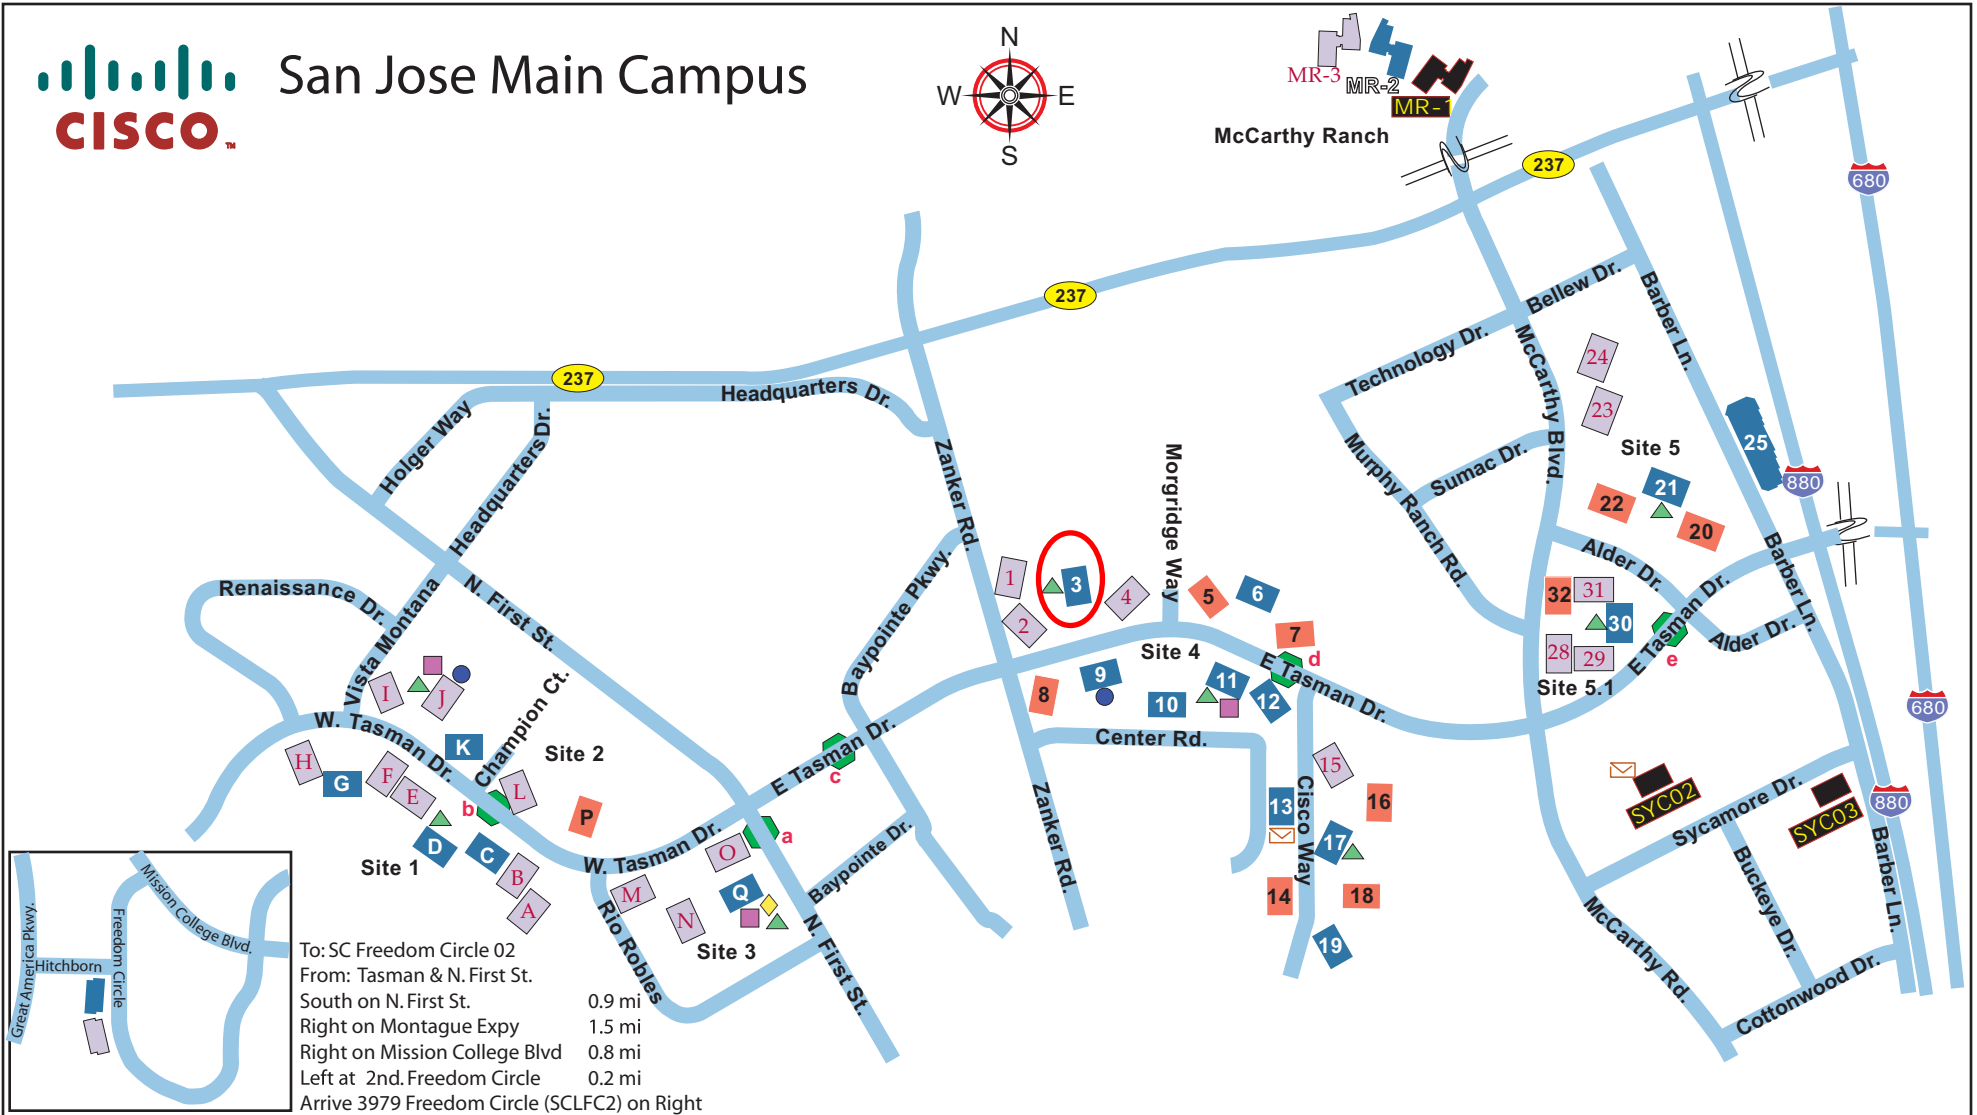 CISCO
TM
San Jose Main Campus
N
W
E
S
MR-3
MR-2
MR-1
McCarthy Ranch
237
680
237
Bellew Dr.
Barber Ln.
Technology Dr.
McCarthy Blvd.
24
237
Headquarters Dr.
Holger Way
Headquarters Dr.
23
Site 5
25
880
Zanker Rd.
Morgridge Way
Murphy Ranch Rd.
Sumac Dr.
21
22
20
Alder Dr.
Barber Ln.
Renaissance Dr.
Vista Montana
N. First St.
Baypointe Pkwy.
1
2
3
4
5
6
7
32
31
30
28
29
E Tasman Dr.
Alder Dr.
e
Site 5.1
Site 4
E Tasman Dr.
d
I
J
W. Tasman Dr.
Champion Ct.
8
9
10
11
12
680
Center Rd.
H
G
F
E
K
Site 2
L
b
P
E Tasman Dr.
c
15
Cisco Way
13
16
17
SYC02
Sycamore Dr.
SYC03
880
Zanker Rd.
D
C
B
A
Site 1
W. Tasman Dr.
O
a
Baypointe Dr.
14
18
19
Buckeye Dr.
Barber Ln.
M
N
Q
Site 3
Rio Robles
N. First St.
McCarthy Rd.
Cottonwood Dr.
Mission College Blvd.
Great America Pkwy.
Freedom Circle
Hitchborn
To: SC Freedom Circle 02
From: Tasman & N. First St.
South on N. First St. 0.9 mi
Right on Montague Expy 1.5 mi
Right on Mission College Blvd 0.8 mi
Left at 2nd. Freedom Circle 0.2 mi
Arrive 3979 Freedom Circle (SCLFC2) on Right